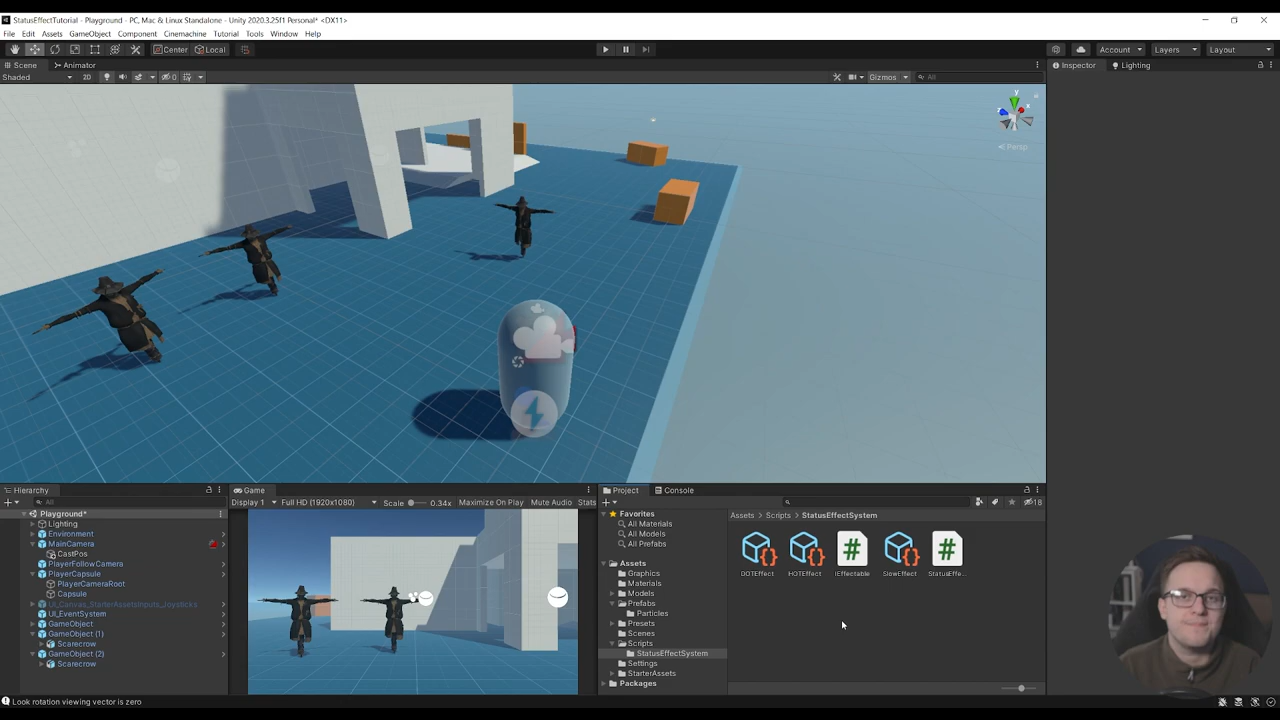 StatusEffectTutorial - Playground - PC, Mac & Linux Standalone - Unity 2020.3.25f1 Personal* <DX11>
File Edit Assets GameObject Component Cinemachine Tutorial Tools Window Help
Center Local Account Layers Layout
Scene Animator Inspector Lighting
Shaded 2D 0 Gizmos All
y
x
z
Persp
Hierarchy
All
Playground*
Lighting
Environment
MainCamera
CastPos
PlayerFollowCamera
PlayerCapsule
PlayerCameraRoot
Capsule
UI_Canvas_StarterAssetsInputs_Joysticks
UI_EventSystem
GameObject
GameObject (1)
Scarecrow
GameObject (2)
Scarecrow
Game
Display 1 Full HD (1920x1080) Scale 0.34x Maximize On Play Mute Audio Stats
Project Console
18
Favorites
All Materials
All Models
All Prefabs
Assets
Graphics
Materials
Models
Prefabs
Particles
Presets
Scenes
Scripts
StatusEffectSystem
Settings
StarterAssets
Packages
Assets > Scripts > StatusEffectSystem
DOTEffect HOTEffect IEffectable SlowEffect StatusEffe...
Look rotation viewing vector is zero